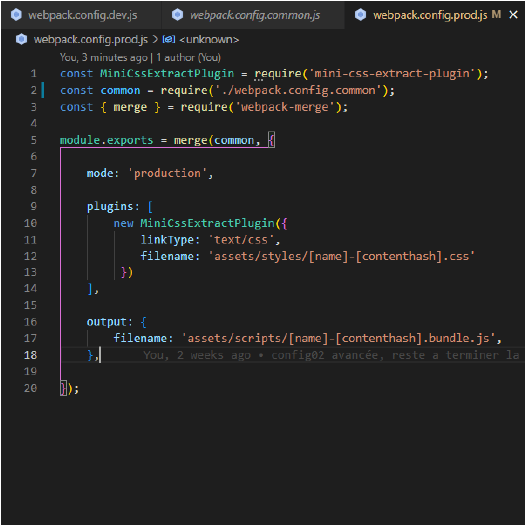 webpack.config.dev.js
webpack.config.common.js
webpack.config.prod.js M
webpack.config.prod.js > <unknown>
You, 3 minutes ago | 1 author (You)
1 const MiniCssExtractPlugin = require('mini-css-extract-plugin');
2 const common = require('./webpack.config.common');
3 const { merge } = require('webpack-merge');
4
5 module.exports = merge(common, {
6
7 mode: 'production',
8
9 plugins: [
10 new MiniCssExtractPlugin({
11 linkType: 'text/css',
12 filename: 'assets/styles/[name]-[contenthash].css'
13 })
14 ],
15
16 output: {
17 filename: 'assets/scripts/[name]-[contenthash].bundle.js',
18 }, You, 2 weeks ago • config02 avancée, reste a terminer la
19
20 });